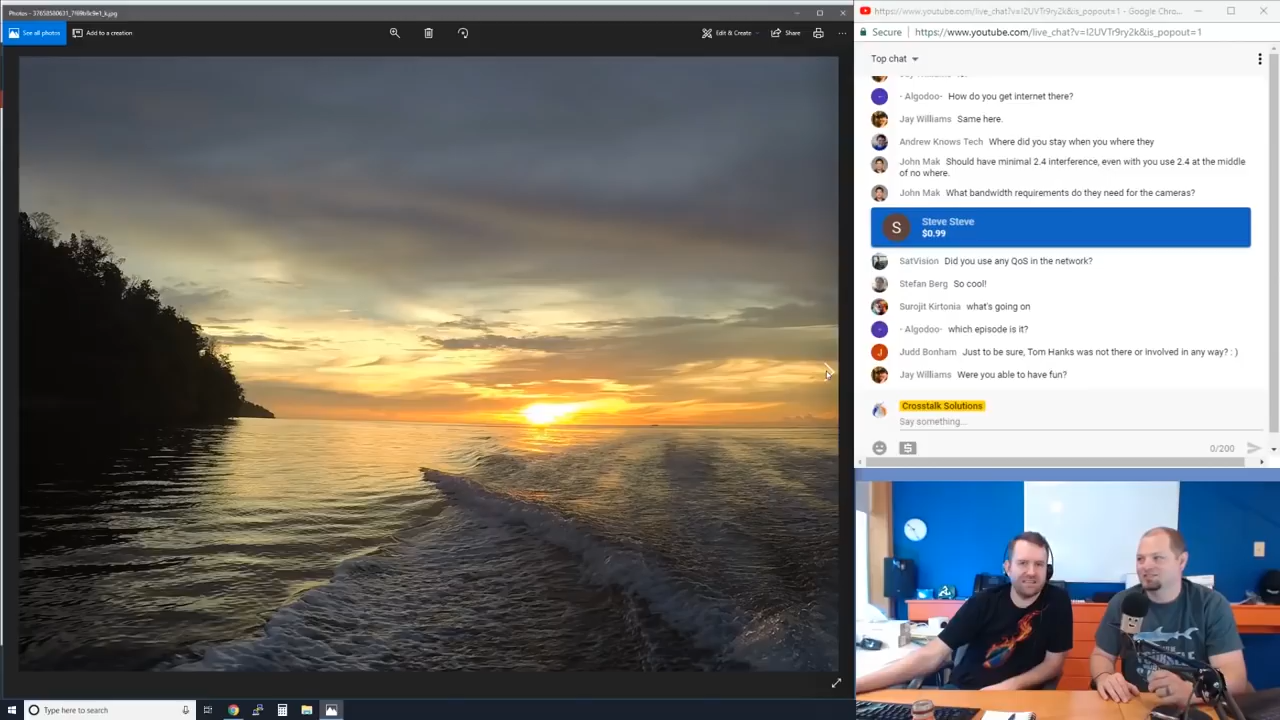 Photos - 37658580631_7f89b8c9e1_k.jpg
See all photos
Add to a creation
Edit & Create
Share
https://www.youtube.com/live_chat?v=I2UVTr9ry2k&is_popout=1 - Google Chro...
Secure
https://www.youtube.com/live_chat?v=I2UVTr9ry2k&is_popout=1
Top chat
- Algodoo- How do you get internet there?
Jay Williams Same here.
Andrew Knows Tech Where did you stay when you where they
John Mak Should have minimal 2.4 interference, even with you use 2.4 at the middle
of no where.
John Mak What bandwidth requirements do they need for the cameras?
S
Steve Steve
$0.99
SatVision Did you use any QoS in the network?
Stefan Berg So cool!
Surojit Kirtonia what's going on
- Algodoo- which episode is it?
J Judd Bonham Just to be sure, Tom Hanks was not there or Involved in any way? : )
Jay Williams Were you able to have fun?
Crosstalk Solutions
Say something...
0/200
Type here to search